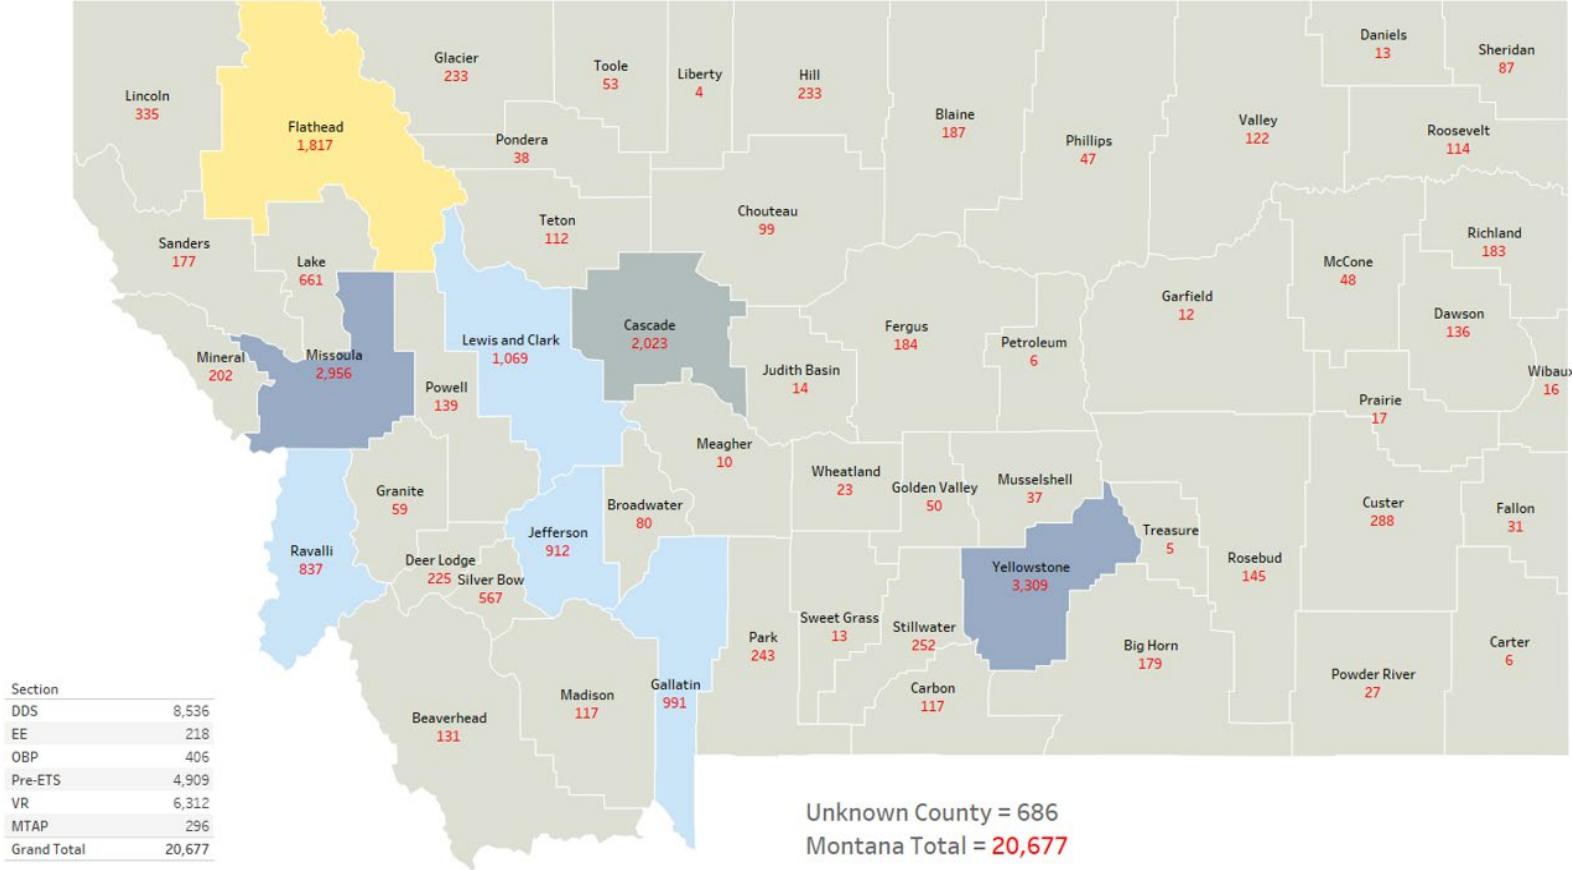 Daniels
13
Sheridan
87
Glacier
233
Toole
53
Liberty
4
Hill
233
Lincoln
335
Blaine
187
Valley
122
Flathead
1,817
Pondera
38
Phillips
47
Roosevelt
114
Chouteau
99
Teton
112
Sanders
177
Lake
661
Richland
183
McCone
48
Garfield
12
Dawson
136
Cascade
2,023
Fergus
184
Lewis and Clark
1,069
Petroleum
6
Mineral
202
Missoula
2,956
Judith Basin
14
Wibaux
16
Powell
139
Prairie
17
Meagher
10
Wheatland
23
Golden Valley
50
Musselshell
37
Granite
59
Broadwater
80
Custer
288
Fallon
31
Jefferson
912
Treasure
5
Ravalli
837
Deer Lodge
225
Silver Bow
567
Yellowstone
3,309
Rosebud
145
Park
243
Sweet Grass
13
Stillwater
252
Big Horn
179
Carter
6
Powder River
27
Gallatin
991
Madison
117
Carbon
117
Beaverhead
131
Section
DDS 8,536
EE 218
OBP 406
Pre-ETS 4,909
VR 6,312
MTAP 296
Grand Total 20,677
Unknown County = 686
Montana Total = 20,677